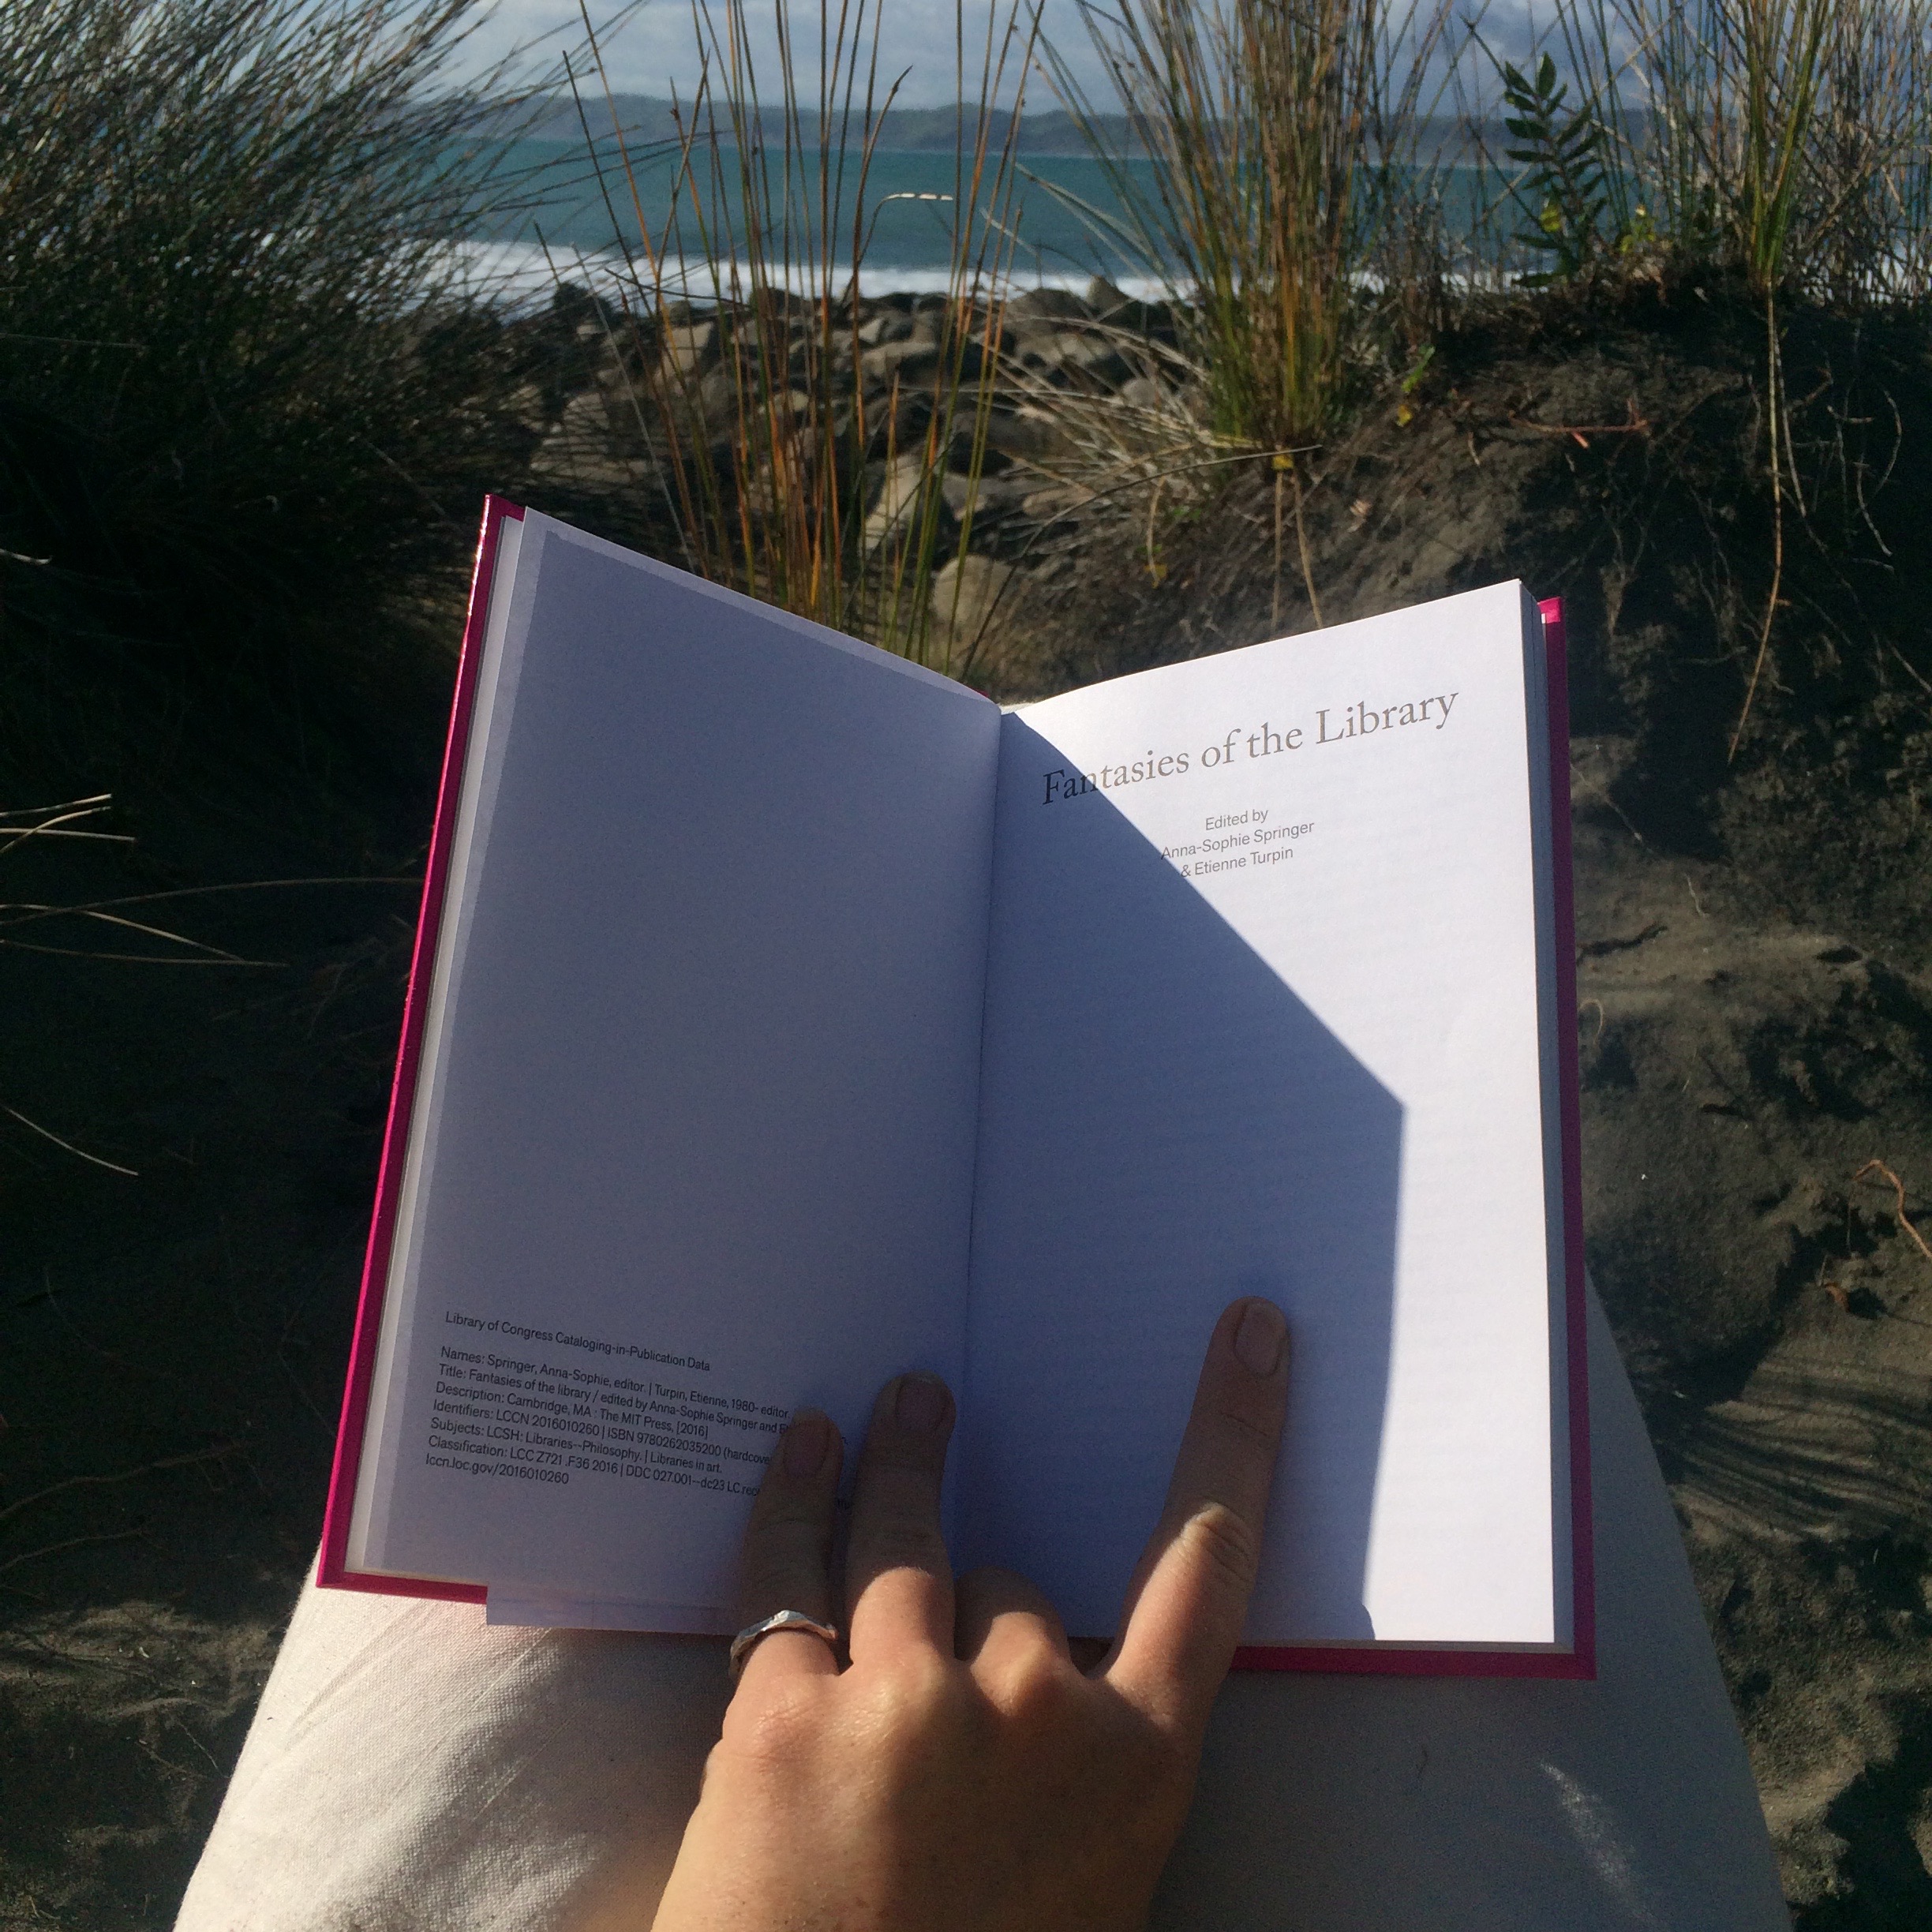 Library of Congress Cataloging-in-Publication Data
Names: Springer, Anna-Sophie, editor. | Turpin, Etienne, 1980- editor
Title: Fantasies of the library / edited by Anna-Sophie Springer and
Description: Cambridge, MA : The MIT Press, [2016]
Identifiers: LCCN 2016010260 | ISBN 9780262035200 (hardcove
Subjects: LCSH: Libraries--Philosophy. | Libraries in art.
Classification: LCC Z721 .F36 2016 | DDC 027.001--dc23 LC rec
lccn.loc.gov/2016010260
Fantasies of the Library
Edited by
Anna-Sophie Springer
& Etienne Turpin